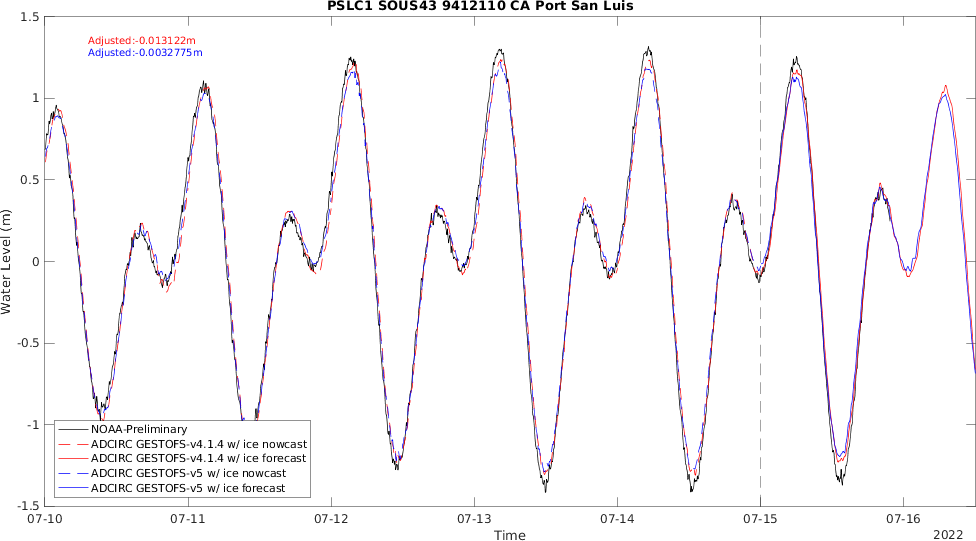 PSLC1 SOUS43 9412110 CA Port San Luis
Adjusted:-0.013122m
Adjusted:-0.0032775m
1.5
1
0.5
0
-0.5
-1
-1.5
Water Level (m)
NOAA-Preliminary
ADCIRC GESTOFS-v4.1.4 w/ ice nowcast
ADCIRC GESTOFS-v4.1.4 w/ ice forecast
ADCIRC GESTOFS-v5 w/ ice nowcast
ADCIRC GESTOFS-v5 w/ ice forecast
07-10 07-11 07-12 07-13 07-14 07-15 07-16
Time
2022